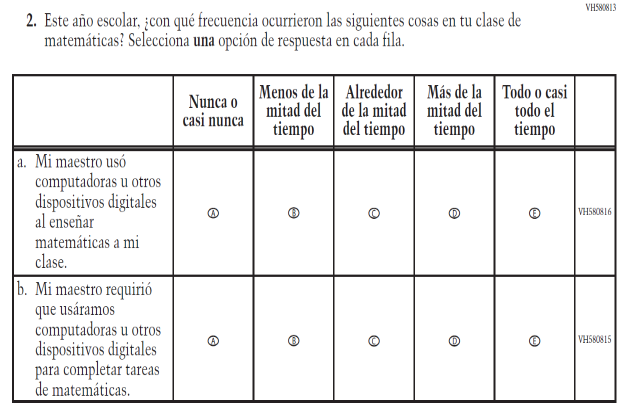 VH580813
2. Este año escolar, ¿con qué frecuencia ocurrieron las siguientes cosas en tu clase de
matemáticas? Selecciona una opción de respuesta en cada fila.
Nunca o
casi nunca
Menos de la
mitad del
tiempo
Alrededor
de la mitad
del tiempo
Más de la
mitad del
tiempo
Todo o casi
todo el
tiempo
a. Mi maestro usó
computadoras u otros
dispositivos digitales
al enseñar
matemáticas a mi
clase.
A B C D E VH580816
b. Mi maestro requirió
que usáramos
computadoras u otros
dispositivos digitales
para completar tareas
de matemáticas.
A B C D E VH580815